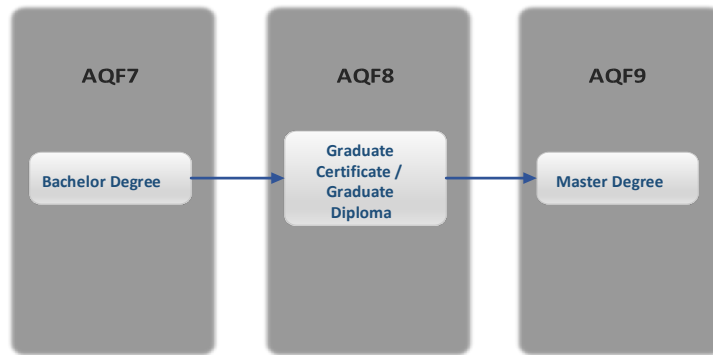 AQF7
AQF8
AQF9
Bachelor Degree
Graduate
Certificate /
Graduate
Diploma
Master Degree